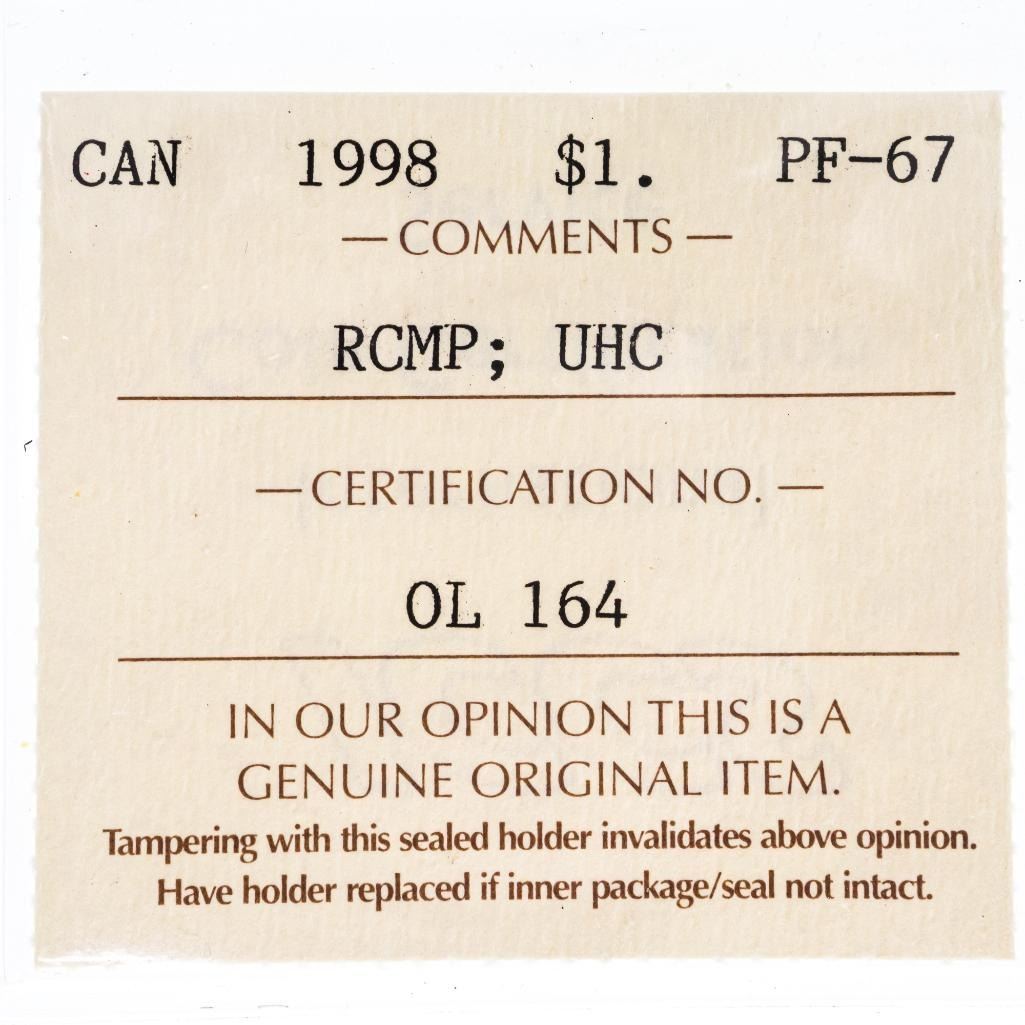 CAN 1998 $1. PF-67
— COMMENTS —
RCMP; UHC
— CERTIFICATION NO. —
OL 164
IN OUR OPINION THIS IS A
GENUINE ORIGINAL ITEM.
Tampering with this sealed holder invalidates above opinion.
Have holder replaced if inner package/seal not intact.